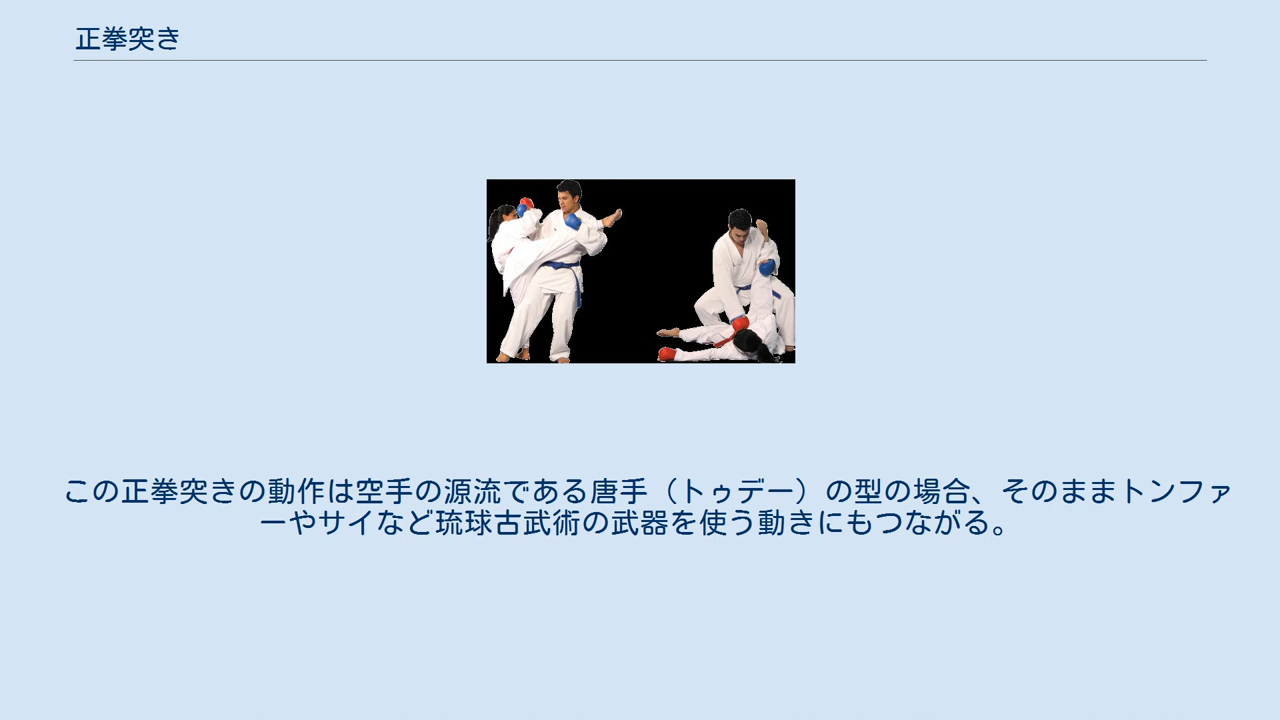 正拳突き
この正拳突きの動作は空手の源流である唐手（トゥデー）の型の場合、そのままトンファ
ーやサイなど琉球古武術の武器を使う動きにもつながる。